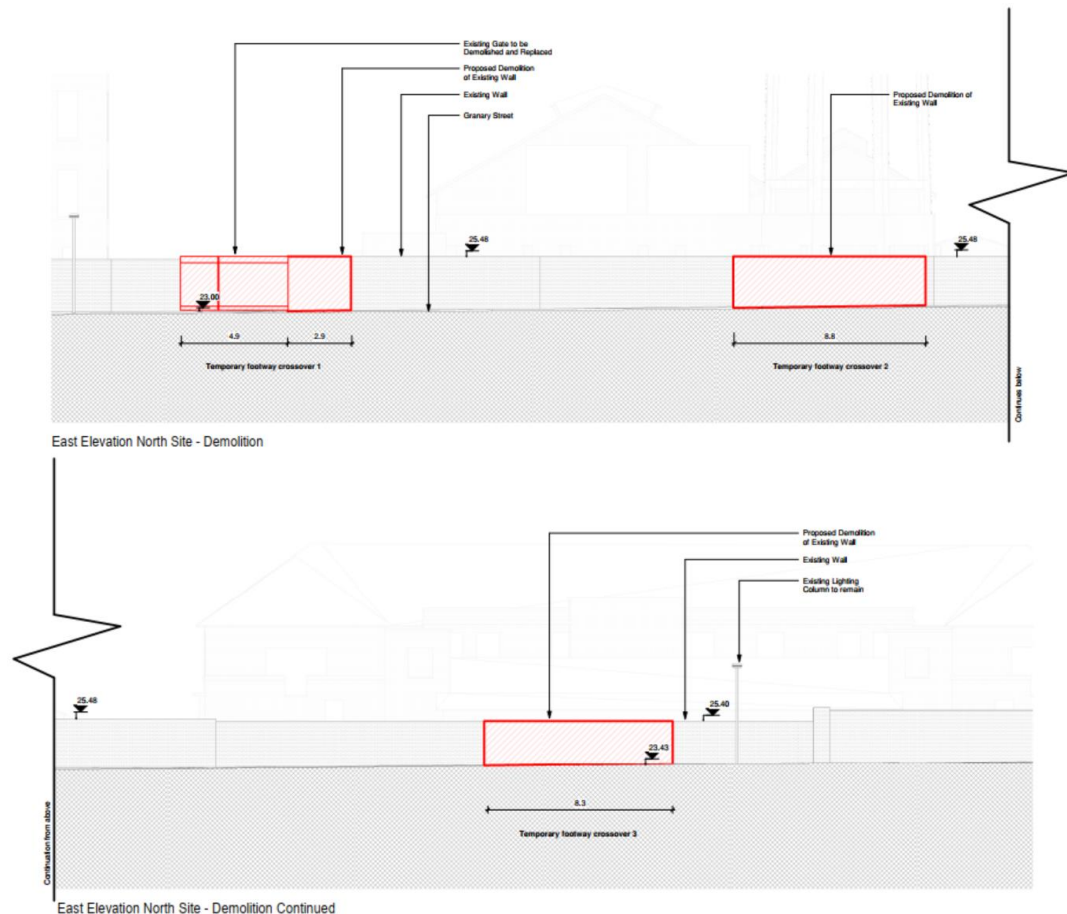 Existing Gate to be
Demolished and Replaced
Proposed Demolition
of Existing Wall
Existing Wall
Granary Street
Proposed Demolition of
Existing Wall
25.48
25.48
23.00
4.9
2.9
8.8
Temporary footway crossover 1
Temporary footway crossover 2
Continues below
East Elevation North Site - Demolition
Proposed Demolition
of Existing Wall
Existing Wall
Existing Lighting
Column to remain
25.48
25.40
23.43
8.3
Temporary footway crossover 3
Continuation from above
East Elevation North Site - Demolition Continued